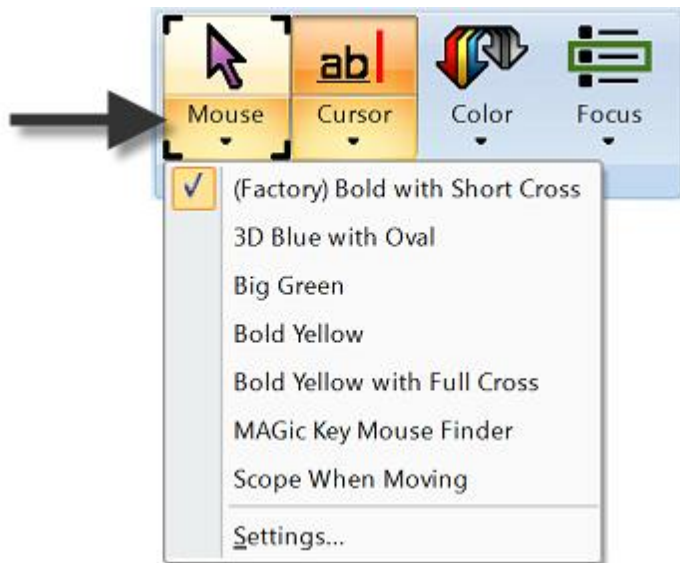 ab
Mouse Cursor Color Focus
(Factory) Bold with Short Cross
3D Blue with Oval
Big Green
Bold Yellow
Bold Yellow with Full Cross
MAGic Key Mouse Finder
Scope When Moving
Settings...